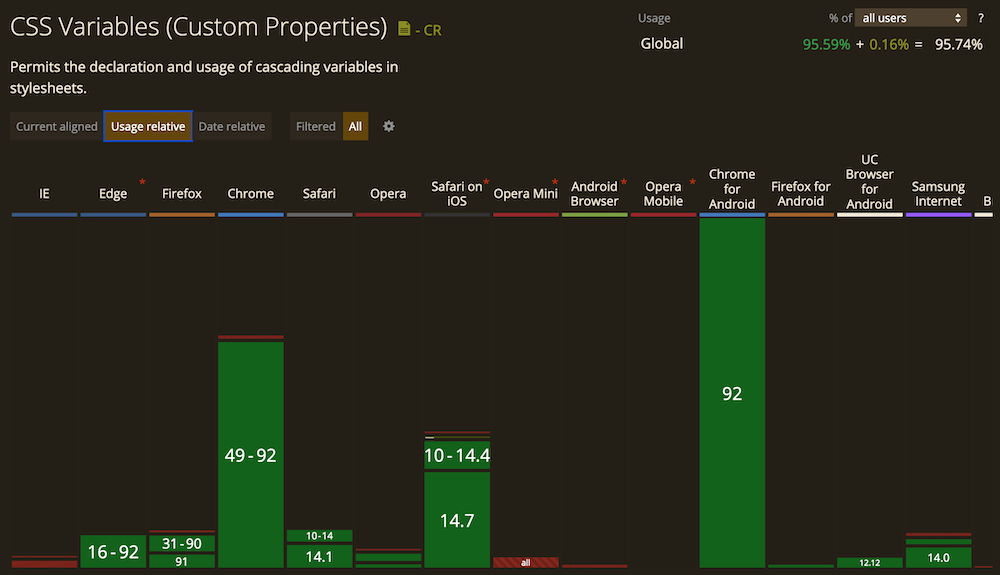 CSS Variables (Custom Properties) - CR
Usage % of all users ?
Global 95.59% + 0.16% = 95.74%
Permits the declaration and usage of cascading variables in
stylesheets.
Current aligned Usage relative Date relative Filtered All
IE
Edge *
Firefox
Chrome
Safari
Opera
Safari on *
iOS
Opera Mini *
Android *
Browser
Opera *
Mobile
Chrome
for
Android
Firefox for
Android
UC
Browser
for
Android
Samsung
Internet
B
16-92
31-90
91
49-92
10-14
14.1
10-14.4
14.7
all
92
12.12
14.0